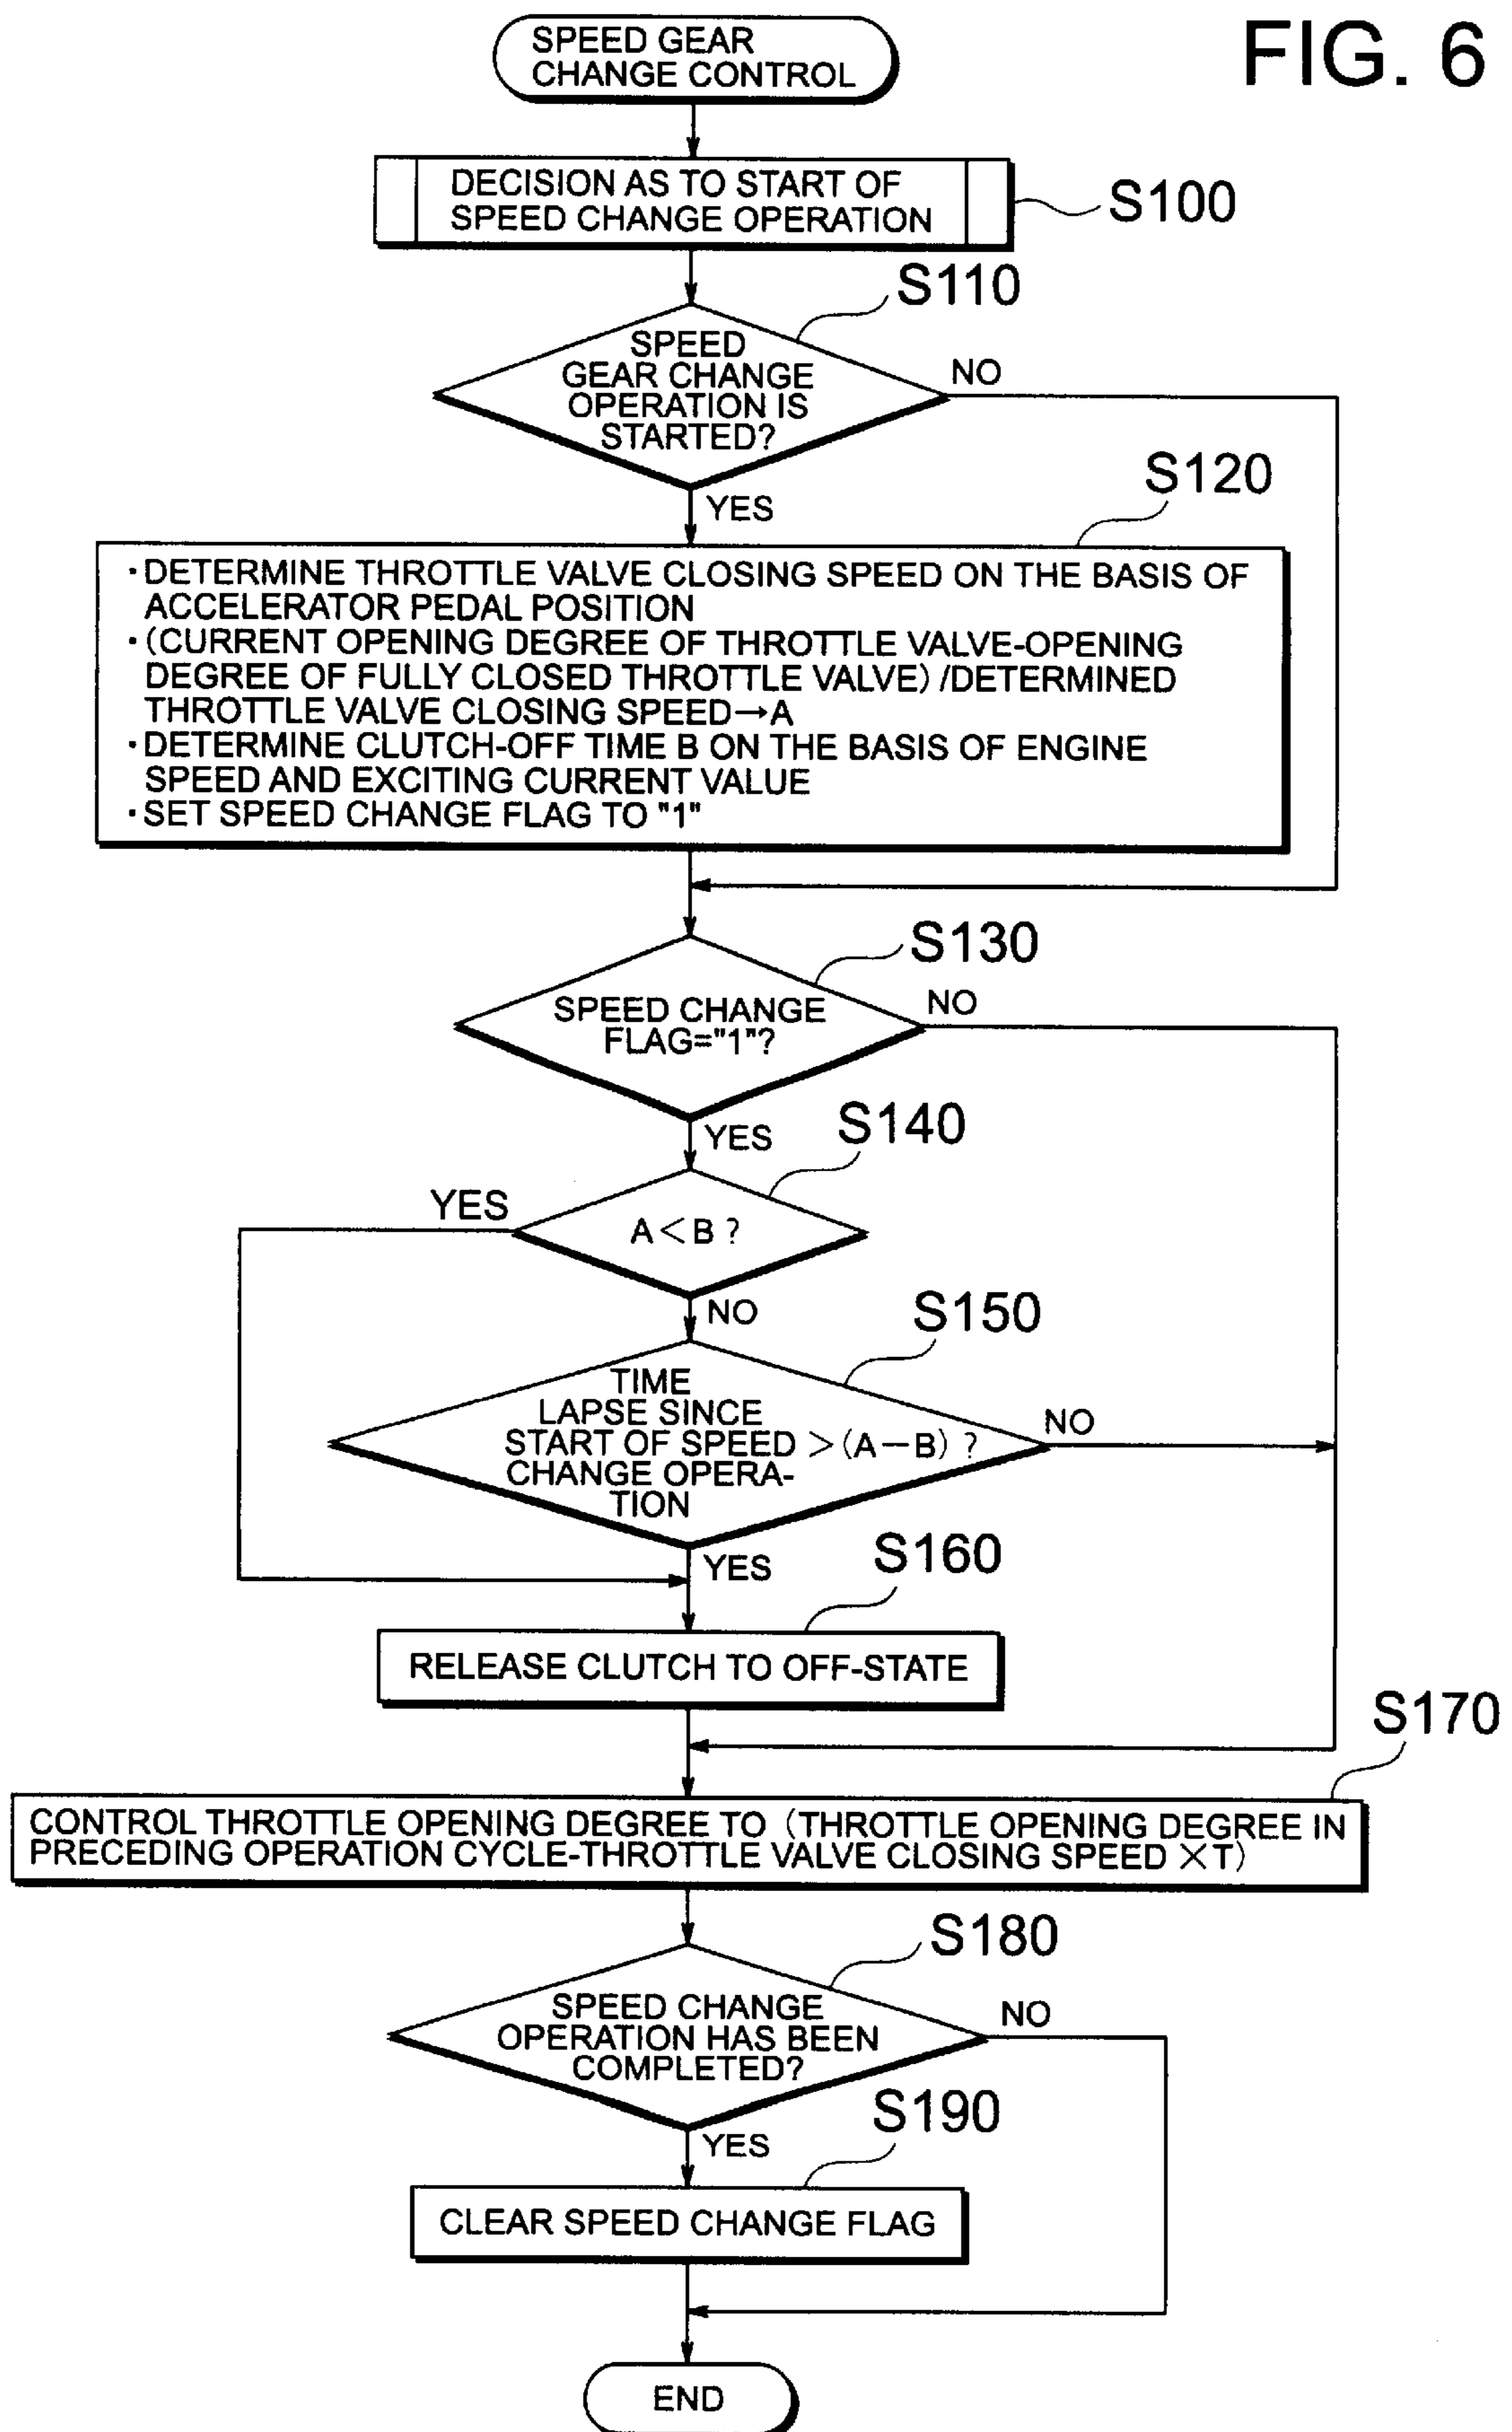 FIG. 6
SPEED GEAR
CHANGE CONTROL
DECISION AS TO START OF
SPEED CHANGE OPERATION
S100
S110
SPEED
GEAR CHANGE
OPERATION IS
STARTED?
NO
YES
S120
·DETERMINE THROTTLE VALVE CLOSING SPEED ON THE BASIS OF
ACCELERATOR PEDAL POSITION
·(CURRENT OPENING DEGREE OF THROTTLE VALVE-OPENING
DEGREE OF FULLY CLOSED THROTTLE VALVE) /DETERMINED
THROTTLE VALVE CLOSING SPEED→A
·DETERMINE CLUTCH-OFF TIME B ON THE BASIS OF ENGINE
SPEED AND EXCITING CURRENT VALUE
·SET SPEED CHANGE FLAG TO "1"
S130
SPEED CHANGE
FLAG="1"?
NO
YES
S140
YES
A<B ?
NO
S150
TIME
LAPSE SINCE
START OF SPEED >(A−B) ?
CHANGE OPERA-
TION
NO
YES
S160
RELEASE CLUTCH TO OFF-STATE
S170
CONTROL THROTTLE OPENING DEGREE TO (THROTTLE OPENING DEGREE IN
PRECEDING OPERATION CYCLE-THROTTLE VALVE CLOSING SPEED ×T)
S180
SPEED CHANGE
OPERATION HAS BEEN
COMPLETED?
NO
YES
S190
CLEAR SPEED CHANGE FLAG
END